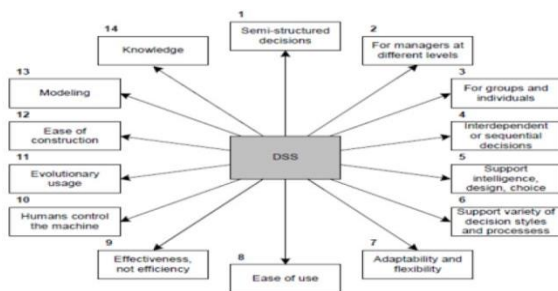 1
Semi-structured
decisions
2
For managers at
different levels
3
For groups and
individuals
4
Interdependent
or sequential
decisions
5
Support
intelligence,
design, choice
6
Support variety of
decision styles
and processess
7
Adaptability and
flexibility
8
Ease of use
9
Effectiveness,
not efficiency
10
Humans control
the machine
11
Evolutionary
usage
12
Ease of
construction
13
Modeling
14
Knowledge
DSS